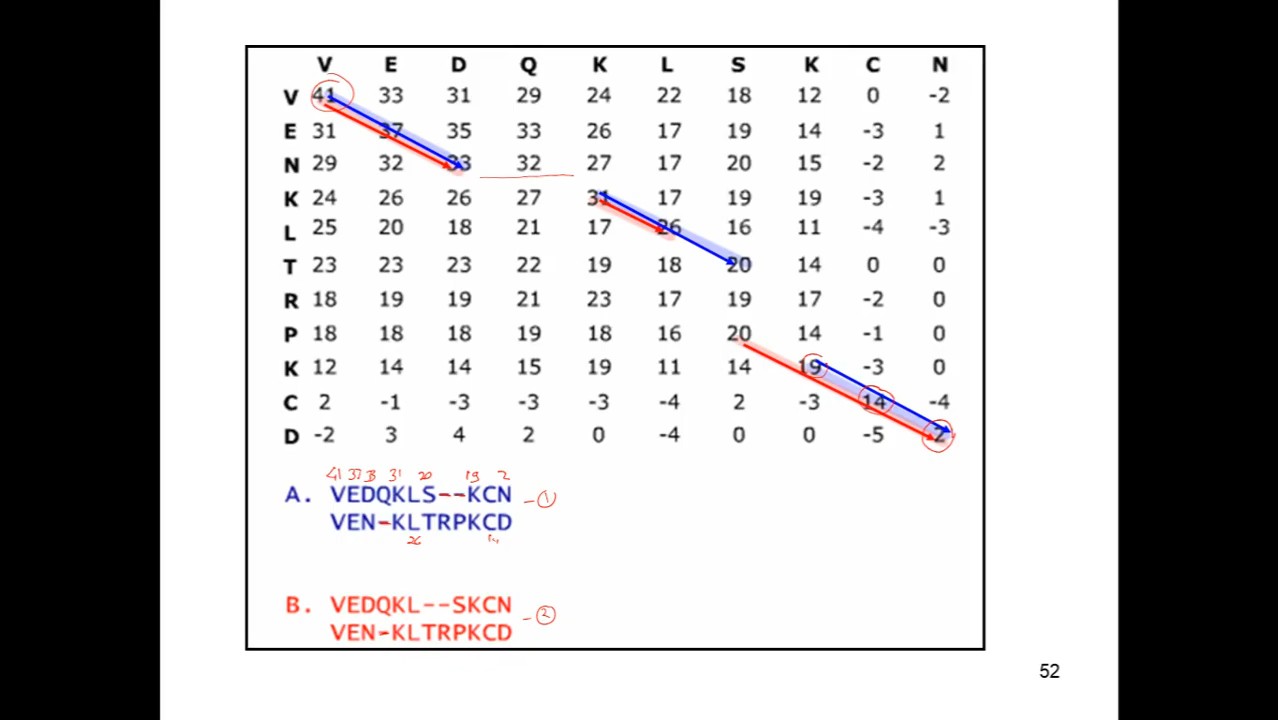 V E D Q K L S K C N
V 41 33 31 29 24 22 18 12 0 -2
E 31 37 35 33 26 17 19 14 -3 1
N 29 32 33 32 27 17 20 15 -2 2
K 24 26 26 27 31 17 19 19 -3 1
L 25 20 18 21 17 26 16 11 -4 -3
T 23 23 23 22 19 18 20 14 0 0
R 18 19 19 21 23 17 19 17 -2 0
P 18 18 18 19 18 16 20 14 -1 0
K 12 14 14 15 19 11 14 19 -3 0
C 2 -1 -3 -3 -3 -4 2 -3 14 -4
D -2 3 4 2 0 -4 0 0 -5 2
41 37 33 31 20 19 2
A. VEDQKLS--KCN - 1
VEN-KLTRPKCD
26 14
B. VEDQKL--SKCN - 2
VEN-KLTRPKCD
52